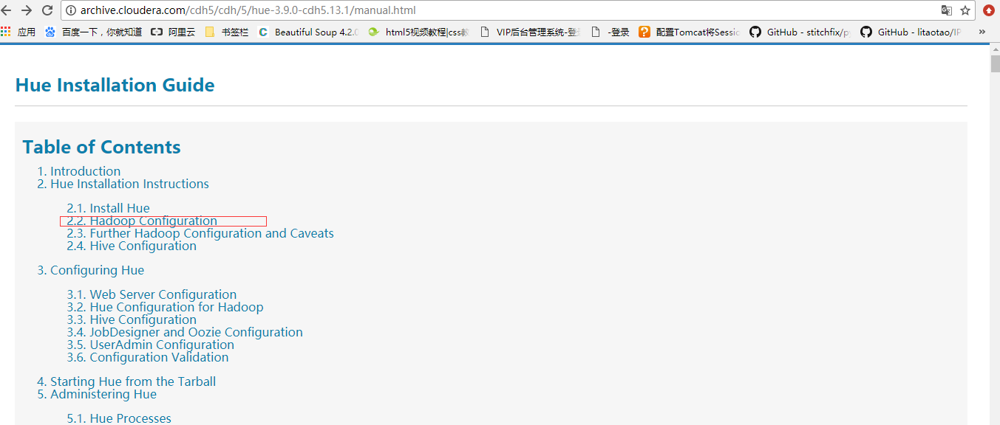 archive.cloudera.com/cdh5/cdh/5/hue-3.9.0-cdh5.13.1/manual.html
应用 百度一下，你就知道 阿里云 书签栏 Beautiful Soup 4.2.0 html5视频教程|css教 VIP后台管理系统-登 -登录 配置Tomcat将Sessio GitHub - stitchfix/py GitHub - litaotao/IP »
Hue Installation Guide
Table of Contents
1. Introduction
2. Hue Installation Instructions
2.1. Install Hue
2.2. Hadoop Configuration
2.3. Further Hadoop Configuration and Caveats
2.4. Hive Configuration
3. Configuring Hue
3.1. Web Server Configuration
3.2. Hue Configuration for Hadoop
3.3. Hive Configuration
3.4. JobDesigner and Oozie Configuration
3.5. UserAdmin Configuration
3.6. Configuration Validation
4. Starting Hue from the Tarball
5. Administering Hue
5.1. Hue Processes